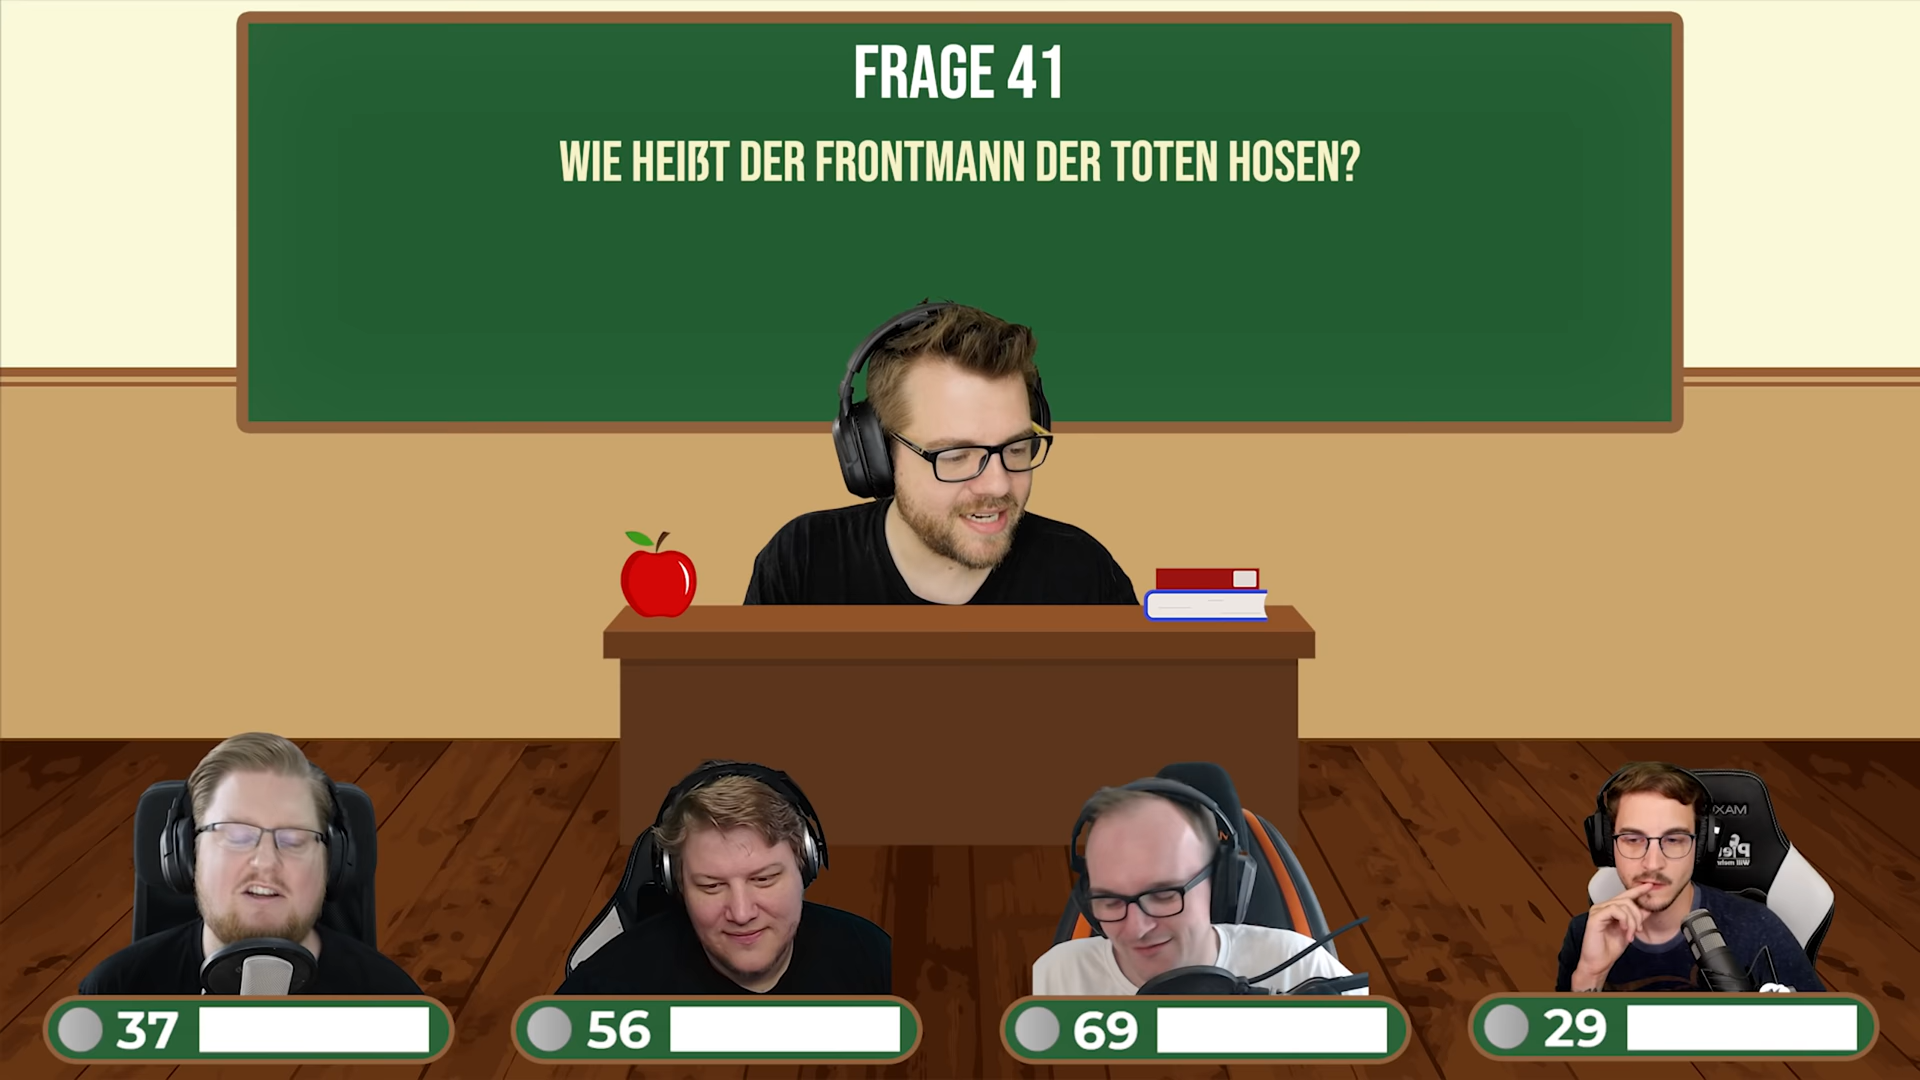 FRAGE 41
WIE HEIẞT DER FRONTMANN DER TOTEN HOSEN?
37
56
69
29